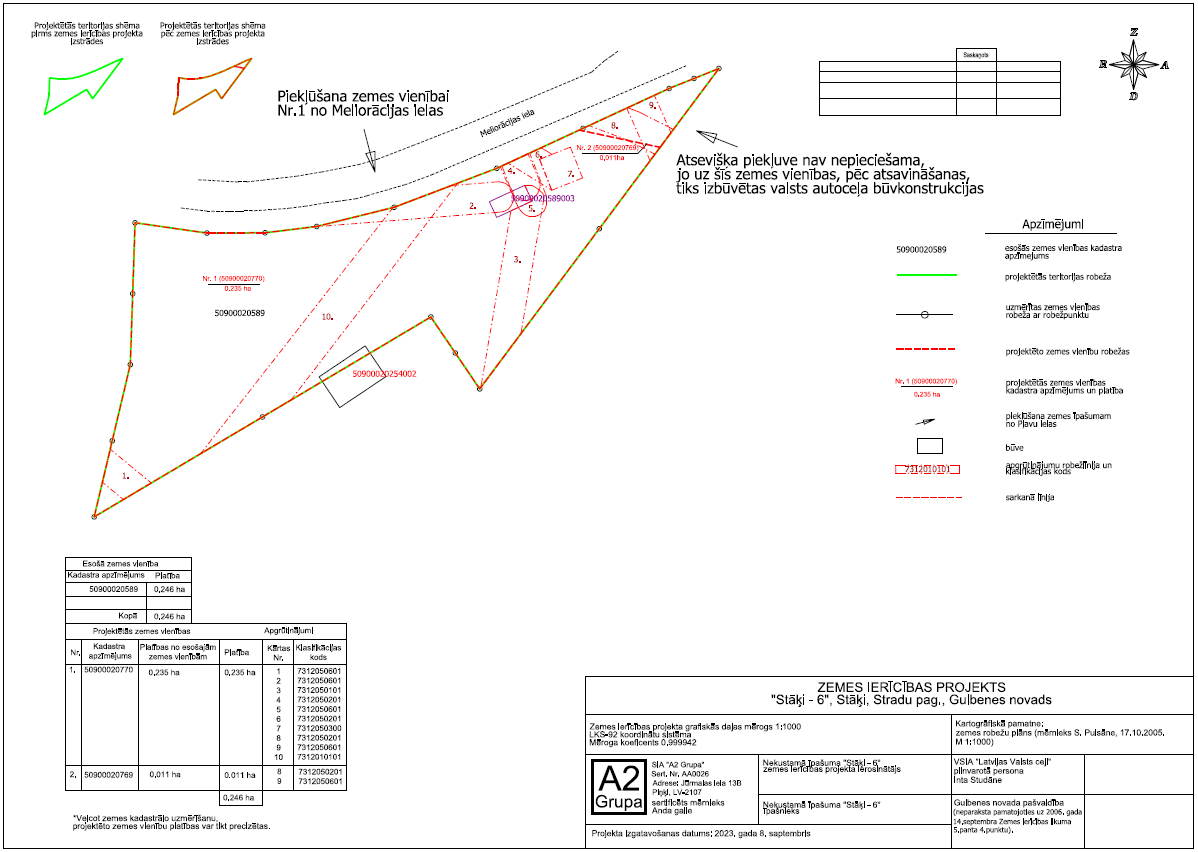 Projektētās teritorijas shēma
pirms zemes ierīcības projekta
izstrādes
Projektētās teritorijas shēma
pēc zemes ierīcības projekta
izstrādes
Piekļūšana zemes vienībai
Nr.1 no Meliorācijas ielas
Meliorācijas iela
Saskaņots
Z
R
A
D
Atsevišķa piekļuve nav nepieciešama,
jo uz šīs zemes vienības, pēc atsavināšanas,
tiks izbūvētas valsts autoceļa būvkonstrukcijas
9.
8.
Nr. 2 (50900020769)
0,011ha
6.
4.
7.
50900020589003
2.
5.
3.
Nr. 1 (50900020770)
0.235 ha
50900020589
10.
50900020254002
1.
Apzīmējumi
50900020589
esošās zemes vienības kadastra
apzīmējums
projektētās teritorijas robeža
uzmērītas zemes vienības
robeža ar robežpunktu
projektēto zemes vienību robežas
Nr. 1 (50900020770)
0,235 ha
projektētās zemes vienības
kadastra apzīmējums un platība
piekļūšana zemes īpašumam
no Pļavu ielas
būve
7312010101
apgrūtinājumu robežlīnija un
klasifikācijas kods
sarkanā līnija
Esošā zemes vienība
Kadastra apzīmējums Platība
50900020589 0,246 ha
Kopā 0,246 ha
Projektētās zemes vienības Apgrūtinājumi
Nr. Kadastra apzīmējums Platības no esošajām zemes vienībām Platība Kārtas Nr. Klasifikācijas kods
1. 50900020770 0,235 ha 0,235 ha 1 7312050601
2 7312050601
3 7312050101
4 7312050201
5 7312050601
6 7312050201
7 7312050300
8 7312050201
9 7312050601
10 7312010101
2. 50900020769 0,011 ha 0.011 ha 8 7312050201
9 7312050601
0,246 ha
*Veicot zemes kadastrālo uzmērīšanu,
projektēto zemes vienību platības var tikt precizētas.
ZEMES IERĪCĪBAS PROJEKTS
"Stāķi - 6", Stāķi, Stradu pag., Gulbenes novads
Zemes ierīcības projekta grafiskās daļas mērogs 1:1000
LKS-92 koordinātu sistēma
Mēroga koeficents 0,999942
Kartogrāfiskā pamatne:
zemes robežu plāns (mērnieks S. Pulsāne, 17.10.2005.
M 1:1000)
A2
Grupa
SIA "A2 Grupa"
Sert. Nr. AA0026
Adrese: Jūrmalas iela 13B
Piņķi, LV-2107
sertificēts mērnieks
Anda gaile
Nekustamā īpašuma "Stāķi - 6"
zemes ierīcības projekta ierosinātājs
VSIA "Latvijas Valsts ceļi"
pilnvarotā persona
Inta Studāne
Nekustamā īpašuma "Stāķi - 6"
īpašnieks
Gulbenes novada pašvaldība
(neparaksta pamatojoties uz 2006. gada
14.septembra Zemes ierīcības likuma
5.panta 4.punktu).
Projekta izgatavošanas datums: 2023. gada 8. septembris